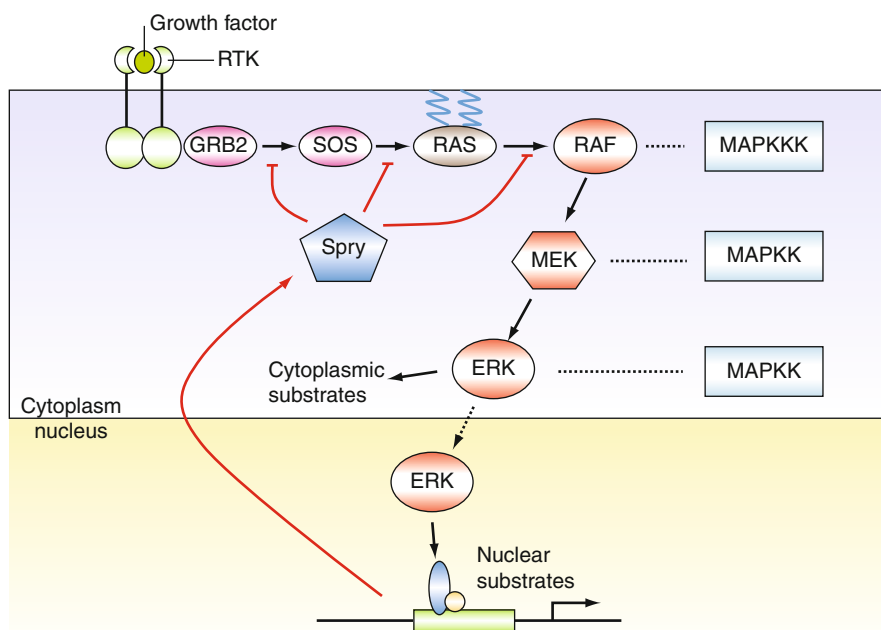 Growth factor
RTK
GRB2
SOS
RAS
RAF
MAPKKK
Spry
MEK
MAPKK
Cytoplasmic
substrates
ERK
MAPKK
Cytoplasm
nucleus
ERK
Nuclear
substrates